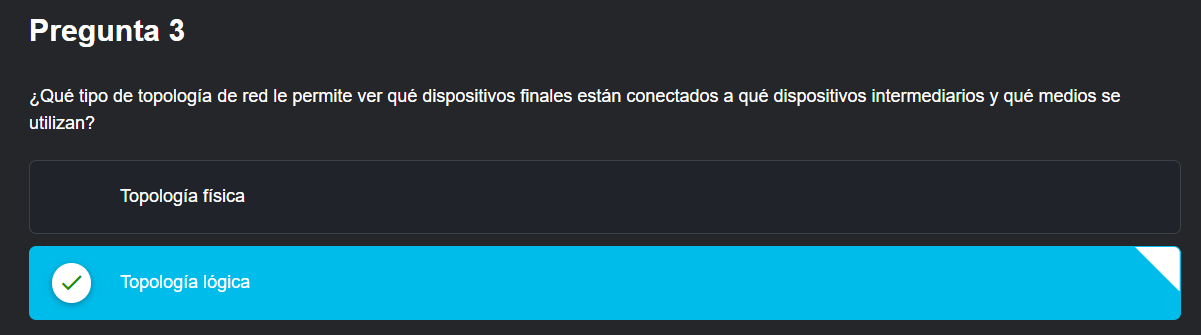 Pregunta 3
¿Qué tipo de topología de red le permite ver qué dispositivos finales están conectados a qué dispositivos intermediarios y qué medios se
utilizan?
Topología física
Topología lógica